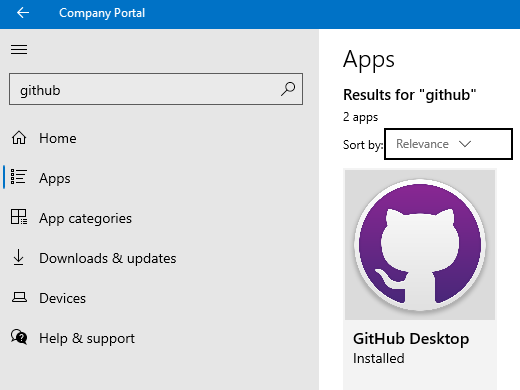 Company Portal
github
Home
Apps
App categories
Downloads & updates
Devices
Help & support
Apps
Results for "github"
2 apps
Sort by: Relevance
GitHub Desktop
Installed